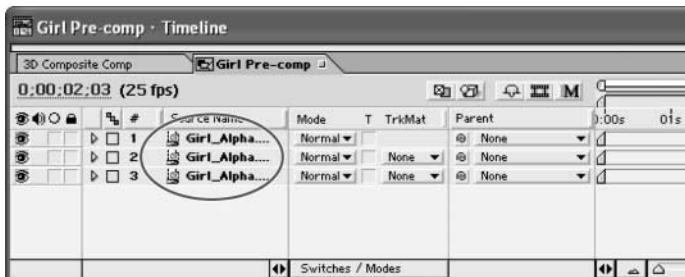 Girl Pre-comp · Timeline
3D Composite Comp Girl Pre-comp
0;00;02;03 (25 fps) M
# Source Name Mode T TrkMat Parent 0:00s 01s
1 Girl_Alpha.... Normal None
2 Girl_Alpha.... Normal None None
3 Girl_Alpha.... Normal None None
Switches / Modes